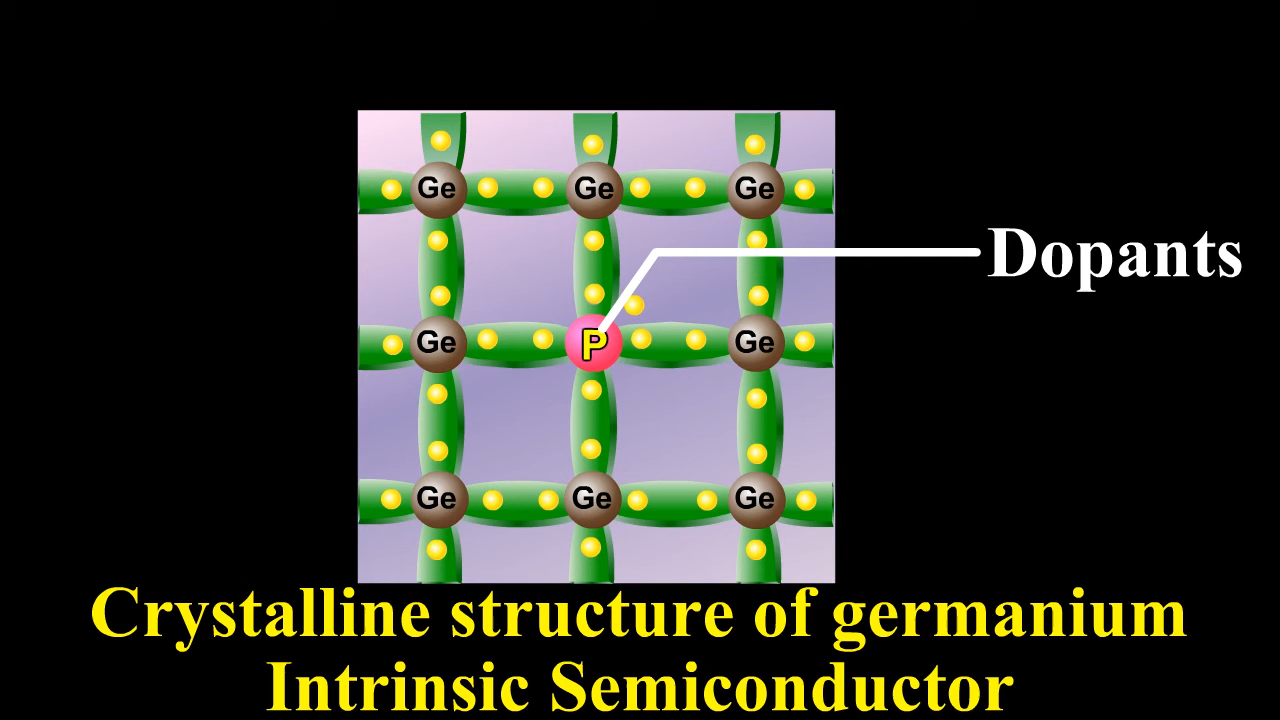 Ge Ge Ge
Dopants
Ge P Ge
Ge Ge Ge
Crystalline structure of germanium
Intrinsic Semiconductor